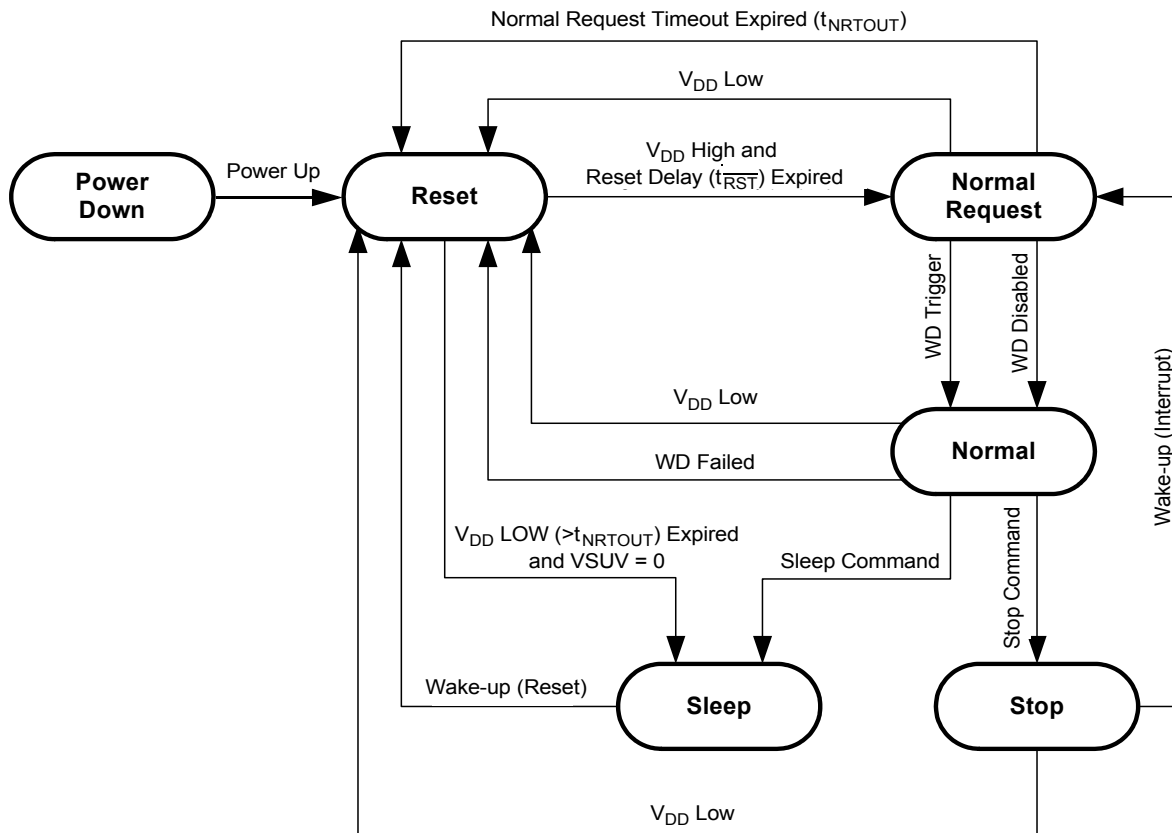 Normal Request Timeout Expired (tNRTOUT)
VDD Low
Power Up
VDD High and
Reset Delay (tRST) Expired
Power
Down
Reset
Normal
Request
WD Trigger
WD Disabled
Wake-up (Interrupt)
VDD Low
Normal
WD Failed
VDD LOW (>tNRTOUT) Expired
and VSUV = 0
Sleep Command
Stop Command
Wake-up (Reset)
Sleep
Stop
VDD Low